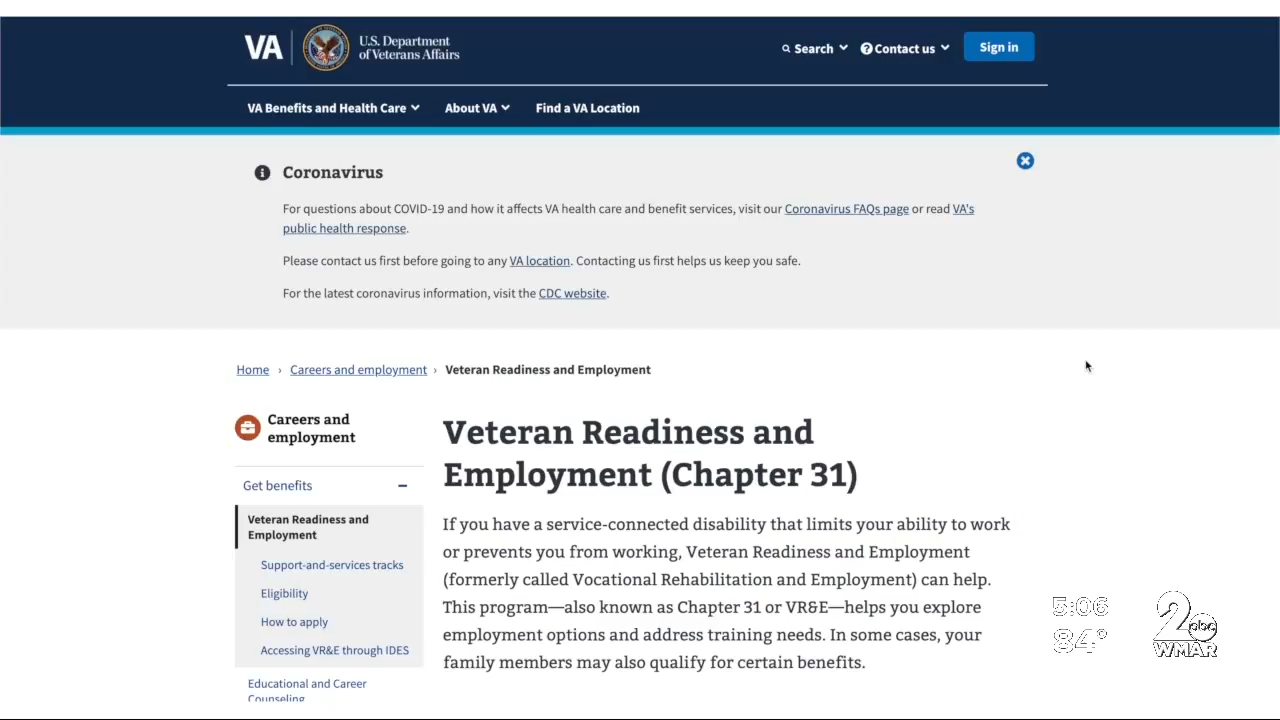 VA
U.S. Department
of Veterans Affairs
Search
Contact us
Sign in
VA Benefits and Health Care
About VA
Find a VA Location
Coronavirus
For questions about COVID-19 and how it affects VA health care and benefit services, visit our Coronavirus FAQs page or read VA's
public health response.
Please contact us first before going to any VA location. Contacting us first helps us keep you safe.
For the latest coronavirus information, visit the CDC website.
Home › Careers and employment › Veteran Readiness and Employment
Careers and
employment
Get benefits
Veteran Readiness and
Employment
Support-and-services tracks
Eligibility
How to apply
Accessing VR&E through IDES
Educational and Career
Counseling
Veteran Readiness and
Employment (Chapter 31)
If you have a service-connected disability that limits your ability to work
or prevents you from working, Veteran Readiness and Employment
(formerly called Vocational Rehabilitation and Employment) can help.
This program—also known as Chapter 31 or VR&E—helps you explore
employment options and address training needs. In some cases, your
family members may also qualify for certain benefits.
5:06
84°
2
abc
WMAR